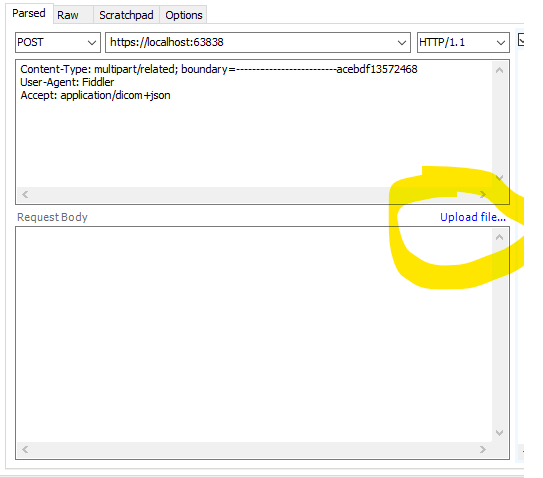 Parsed Raw Scratchpad Options
POST https://localhost:63838 HTTP/1.1
Content-Type: multipart/related; boundary=-------------------------acebdf13572468
User-Agent: Fiddler
Accept: application/dicom+json
Request Body Upload file...